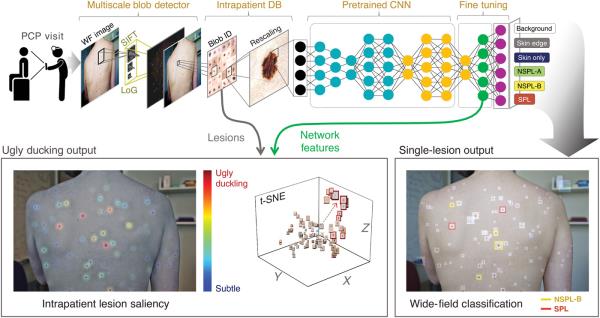 Multiscale blob detector
Intrapatient DB
Pretrained CNN
Fine tuning
PCP visit
WF image
SIFT
LoG
Blob ID
Rescaling
Background
Skin edge
Skin only
NSPL-A
NSPL-B
SPL
Lesions
Network
features
Ugly ducking output
Ugly
duckling
Subtle
t-SNE
Z
Y
X
Intrapatient lesion saliency
Single-lesion output
Wide-field classification
NSPL-B
SPL